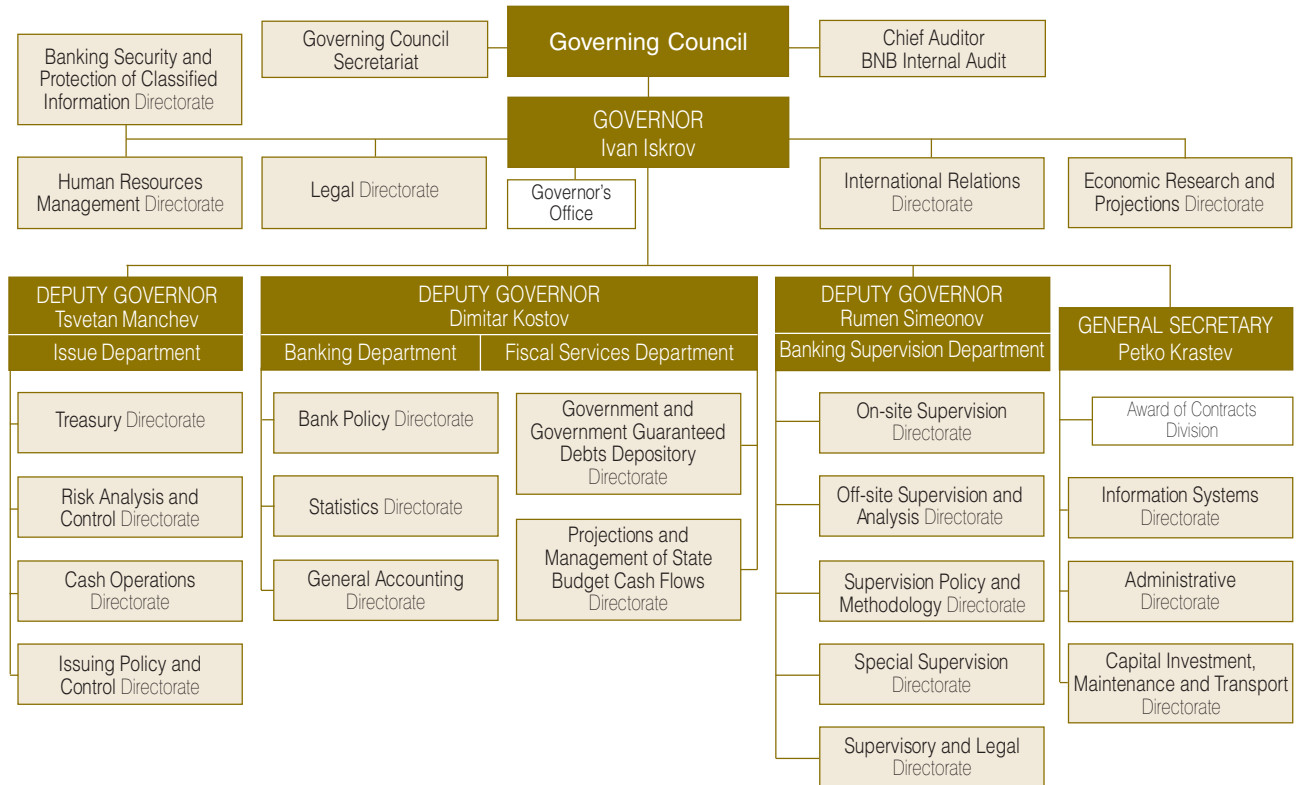 Governing Council
Secretariat
Governing Council
Chief Auditor
BNB Internal Audit
Banking Security and
Protection of Classified
Information Directorate
GOVERNOR
Ivan Iskrov
Human Resources
Management Directorate
Legal Directorate
Governor's
Office
International Relations
Directorate
Economic Research and
Projections Directorate
DEPUTY GOVERNOR
Tsvetan Manchev
Issue Department
Treasury Directorate
Risk Analysis and
Control Directorate
Cash Operations
Directorate
Issuing Policy and
Control Directorate
DEPUTY GOVERNOR
Dimitar Kostov
Banking Department
Bank Policy Directorate
Statistics Directorate
General Accounting
Directorate
Fiscal Services Department
Government and
Government Guaranteed
Debts Depository
Directorate
Projections and
Management of State
Budget Cash Flows
Directorate
DEPUTY GOVERNOR
Rumen Simeonov
Banking Supervision Department
On-site Supervision
Directorate
Off-site Supervision and
Analysis Directorate
Supervision Policy and
Methodology Directorate
Special Supervision
Directorate
Supervisory and Legal
Directorate
GENERAL SECRETARY
Petko Krastev
Award of Contracts
Division
Information Systems
Directorate
Administrative
Directorate
Capital Investment,
Maintenance and Transport
Directorate